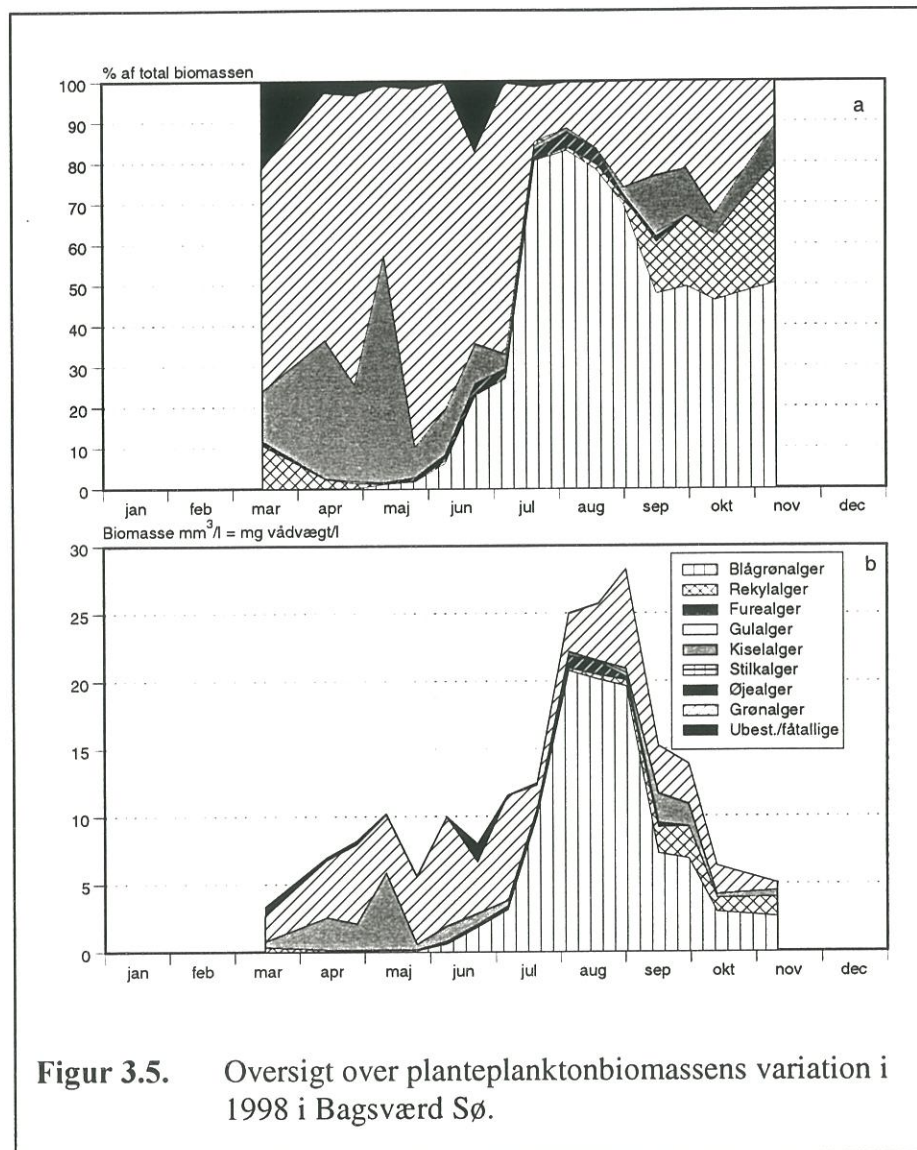 % af total biomassen
a
100
90
80
70
60
50
40
30
20
10
0
jan feb mar apr maj jun jul aug sep okt nov dec
Biomasse mm³/l = mg vådvægt/l
b
30
25
20
15
10
5
0
Blågrønalger
Rekylalger
Furealger
Gulalger
Kiselalger
Stilkalger
Øjealger
Grønalger
Ubest./fåtallige
jan feb mar apr maj jun jul aug sep okt nov dec
Figur 3.5. Oversigt over planteplanktonbiomassens variation i
1998 i Bagsværd Sø.